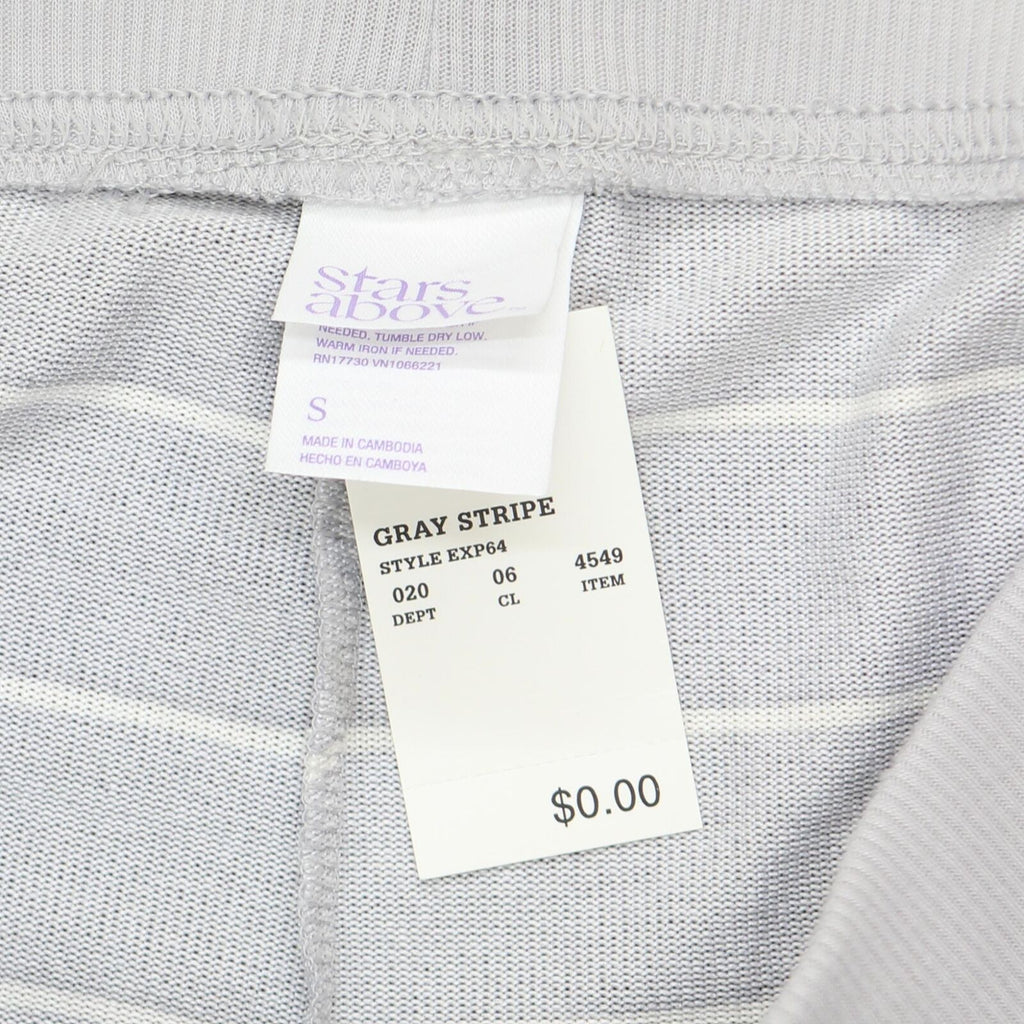 Stars
above™
NEEDED. TUMBLE DRY LOW.
WARM IRON IF NEEDED.
RN17730 VN1066221
S
MADE IN CAMBODIA
HECHO EN CAMBOYA
GRAY STRIPE
STYLE EXP64
020 06 4549
DEPT CL ITEM
$0.00